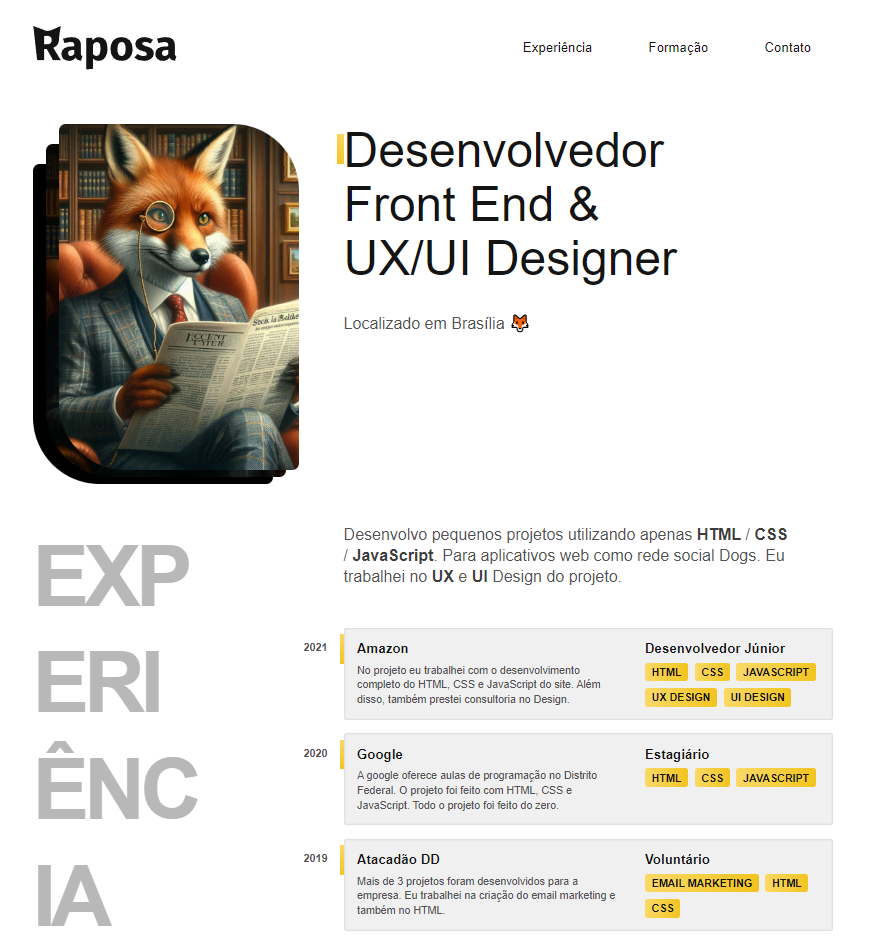 Raposa
Experiência
Formação
Contato
Desenvolvedor
Front End &
UX/UI Designer
Localizado em Brasília 🦊
Desenvolvo pequenos projetos utilizando apenas HTML / CSS
/ JavaScript. Para aplicativos web como rede social Dogs. Eu
trabalhei no UX e UI Design do projeto.
EXP
ERI
ÊNC
IA
2021
Amazon
No projeto eu trabalhei com o desenvolvimento
completo do HTML, CSS e JavaScript do site. Além
disso, também prestei consultoria no Design.
Desenvolvedor Júnior
HTML CSS JAVASCRIPT
UX DESIGN UI DESIGN
2020
Google
A google oferece aulas de programação no Distrito
Federal. O projeto foi feito com HTML, CSS e
JavaScript. Todo o projeto foi feito do zero.
Estagiário
HTML CSS JAVASCRIPT
2019
Atacadão DD
Mais de 3 projetos foram desenvolvidos para a
empresa. Eu trabalhei na criação do email marketing e
também no HTML.
Voluntário
EMAIL MARKETING HTML
CSS